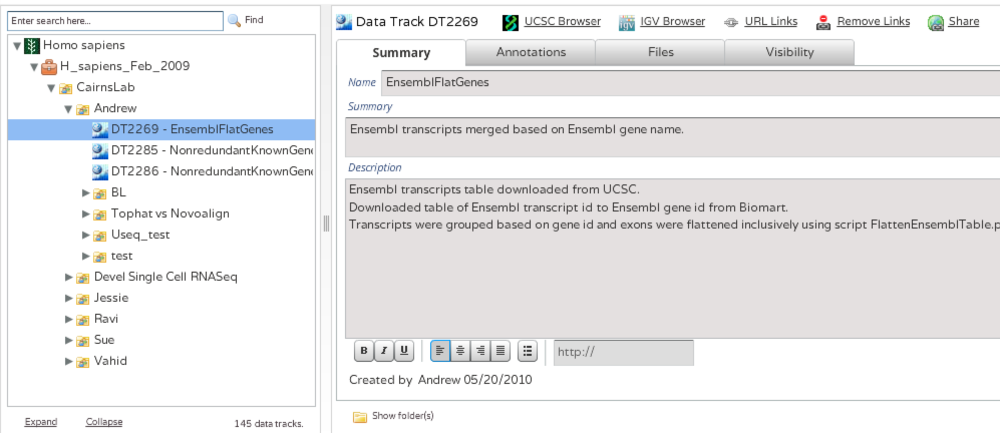 Enter search here...
Find
Homo sapiens
H_sapiens_Feb_2009
CairnsLab
Andrew
DT2269 - EnsemblFlatGenes
DT2285 - NonredundantKnownGene
DT2286 - NonredundantKnownGene
BL
Tophat vs Novoalign
Useq_test
test
Devel Single Cell RNASeq
Jessie
Ravi
Sue
Vahid
Expand
Collapse
145 data tracks.
Data Track DT2269
UCSC Browser
igv
IGV Browser
URL Links
Remove Links
Share
Summary
Annotations
Files
Visibility
Name
EnsemblFlatGenes
Summary
Ensembl transcripts merged based on Ensembl gene name.
Description
Ensembl transcripts table downloaded from UCSC.
Downloaded table of Ensembl transcript id to Ensembl gene id from Biomart.
Transcripts were grouped based on gene id and exons were flattened inclusively using script FlattenEnsemblTable.p
B I U
http://
Created by Andrew 05/20/2010
Show folder(s)